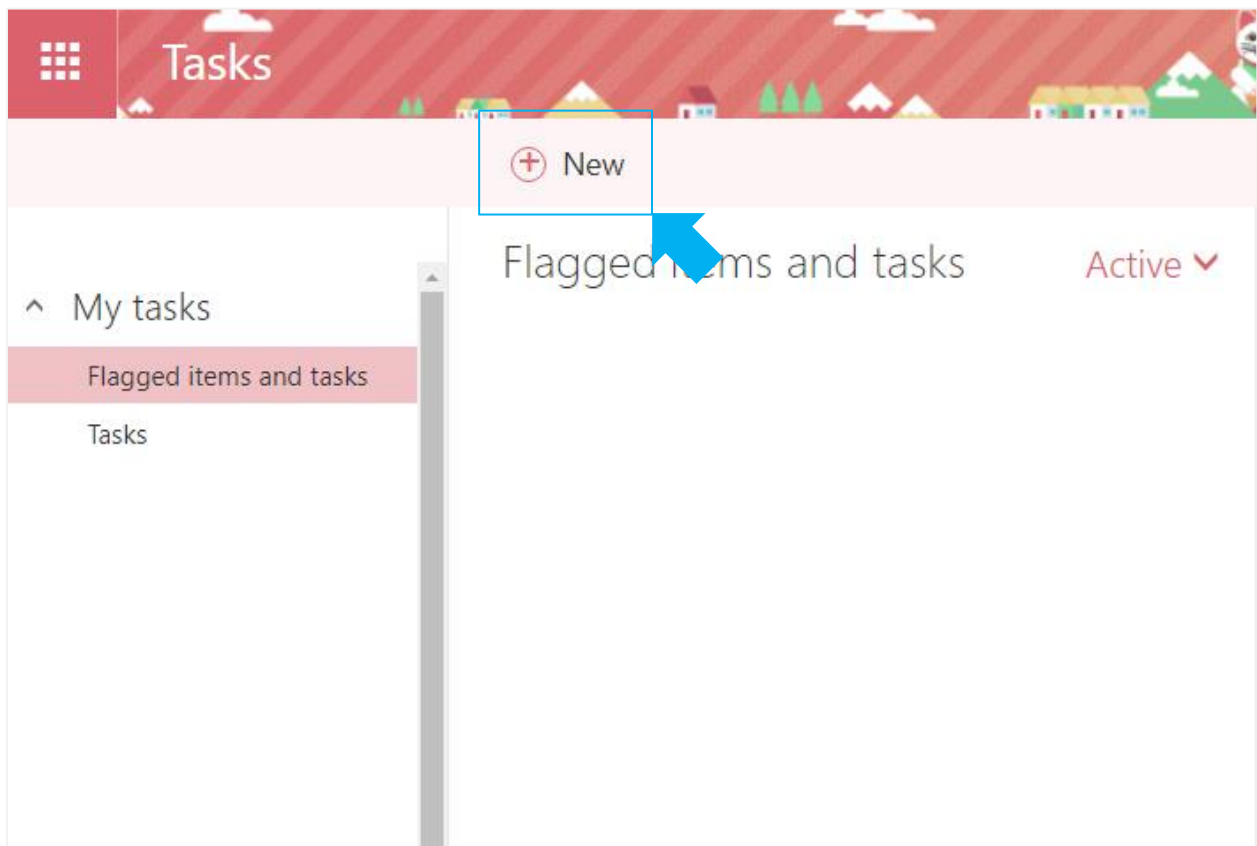 Tasks
New
Flagged items and tasks
Active
My tasks
Flagged items and tasks
Tasks